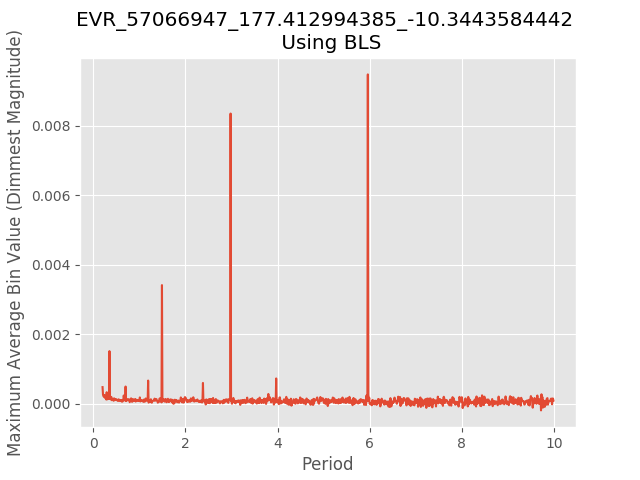 EVR_57066947_177.412994385_-10.3443584442
Using BLS
Maximum Average Bin Value (Dimmest Magnitude)
0.008
0.006
0.004
0.002
0.000
0
2
4
6
8
10
Period